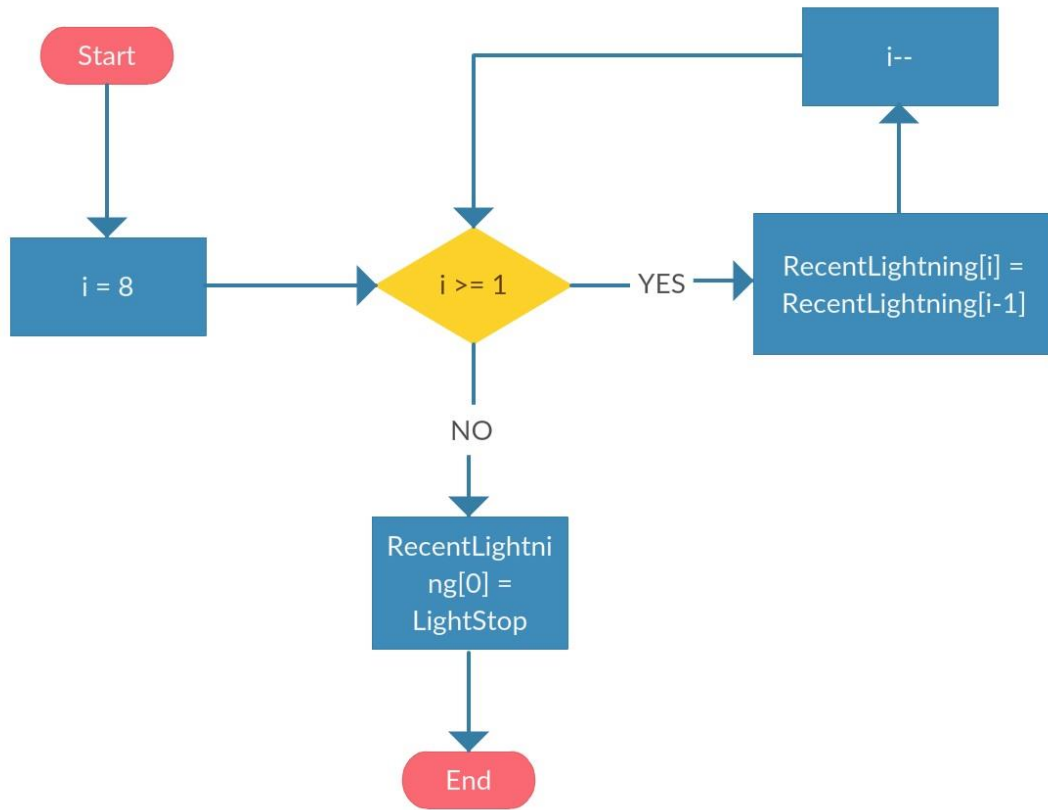 Start
i = 8
i >= 1
YES
RecentLightning[i] =
RecentLightning[i-1]
i--
NO
RecentLightni
ng[0] =
LightStop
End